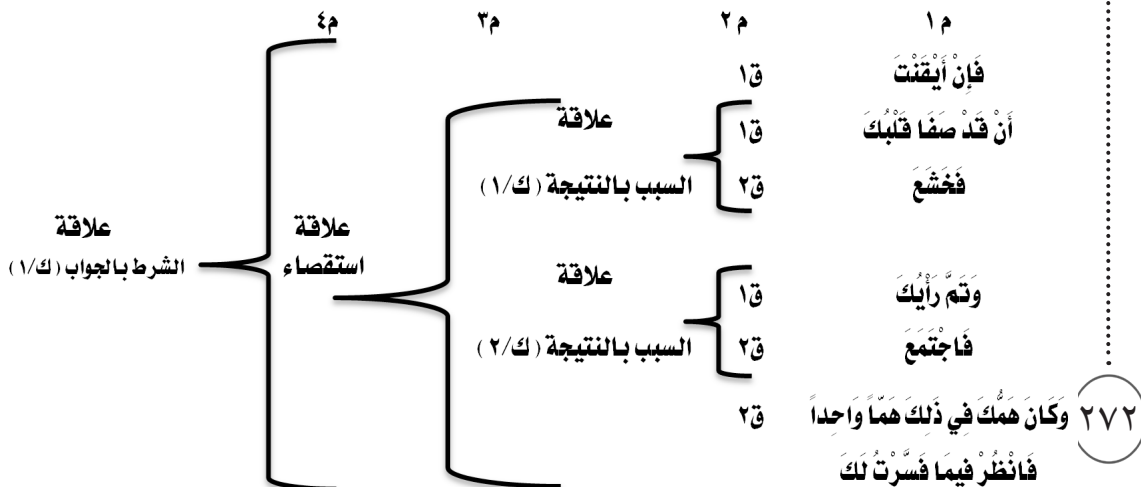 م١ م٢ م٣ م٤
فَإِنْ أَيْقَنْتَ ق١
أَنْ قَدْ صَفَا قَلْبُكَ ق١ علاقة
فَخَشَعَ ق٢ السبب بالنتيجة (ك/١)
علاقة علاقة
استقصاء الشرط بالجواب (ك/١)
وَتَمَّ رَأْيُكَ ق١ علاقة
فَاجْتَمَعَ ق٢ السبب بالنتيجة (ك/٢)
وَكَانَ هَمُّكَ فِي ذَلِكَ هَمّاً وَاحِداً ق٢
٢٧٢
فَانْظُرْ فِيمَا فَسَّرْتُ لَكَ